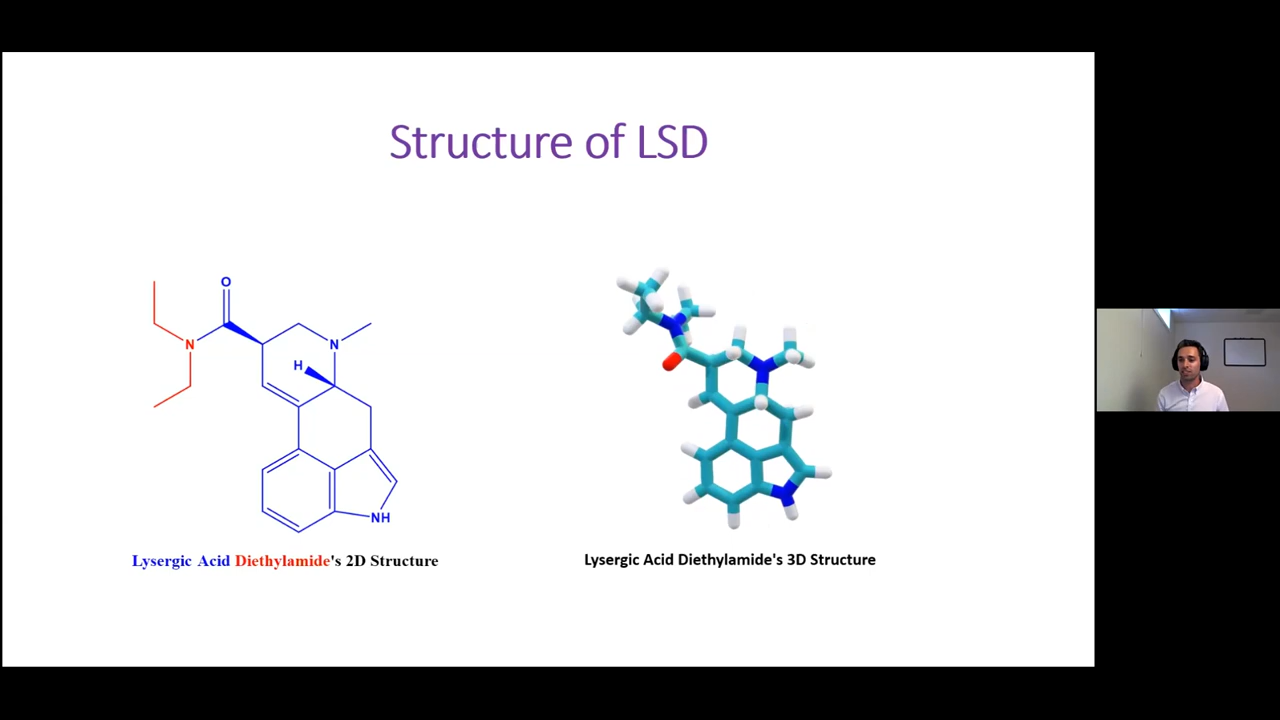 Structure of LSD
O
N
N
H
NH
Lysergic Acid Diethylamide's 2D Structure
Lysergic Acid Diethylamide's 3D Structure